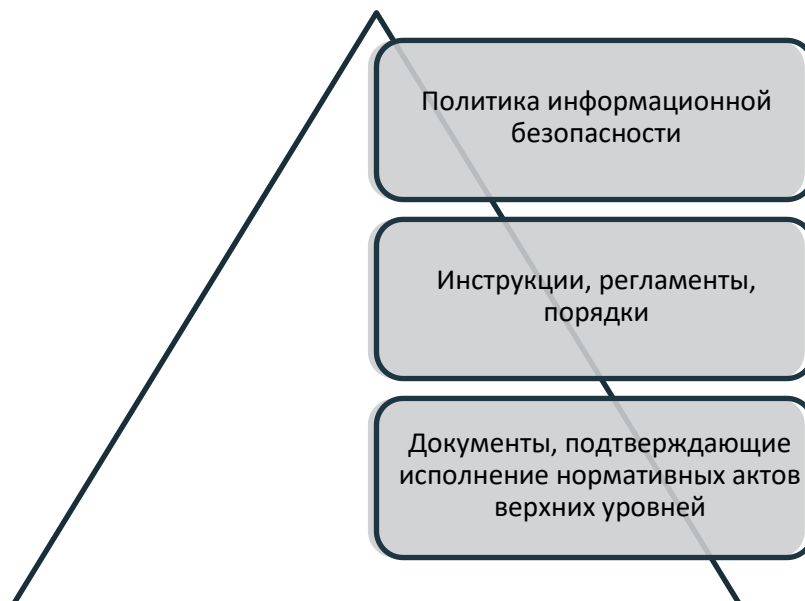 Политика информационной
безопасности
Инструкции, регламенты,
порядки
Документы, подтверждающие
исполнение нормативных актов
верхних уровней